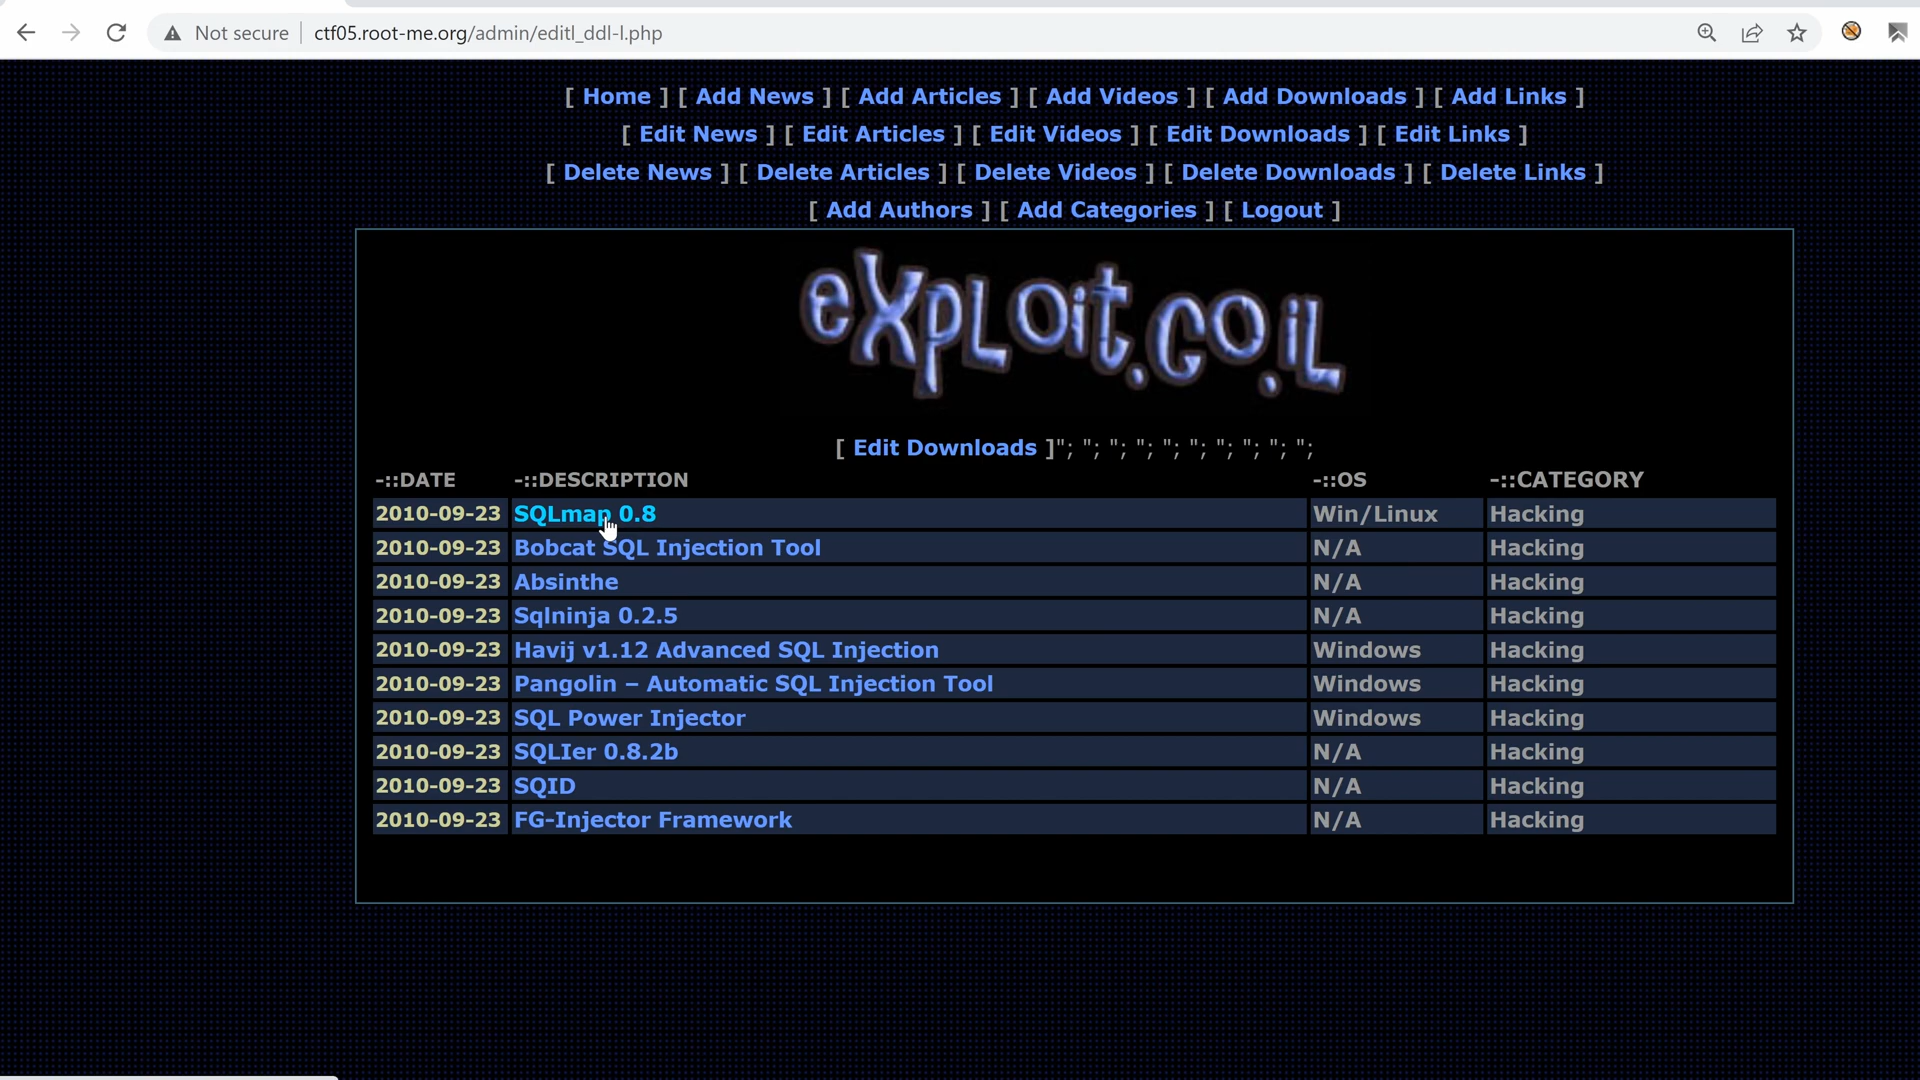 Not secure ctf05.root-me.org/admin/editl_ddl-l.php
[ Home ] [ Add News ] [ Add Articles ] [ Add Videos ] [ Add Downloads ] [ Add Links ]
[ Edit News ] [ Edit Articles ] [ Edit Videos ] [ Edit Downloads ] [ Edit Links ]
[ Delete News ] [ Delete Articles ] [ Delete Videos ] [ Delete Downloads ] [ Delete Links ]
[ Add Authors ] [ Add Categories ] [ Logout ]
eXpLoit.co.iL
[ Edit Downloads ]"; "; "; "; "; "; "; "; "; ";
-::DATE -::DESCRIPTION -::OS -::CATEGORY
2010-09-23 SQLmap 0.8 Win/Linux Hacking
2010-09-23 Bobcat SQL Injection Tool N/A Hacking
2010-09-23 Absinthe N/A Hacking
2010-09-23 Sqlninja 0.2.5 N/A Hacking
2010-09-23 Havij v1.12 Advanced SQL Injection Windows Hacking
2010-09-23 Pangolin – Automatic SQL Injection Tool Windows Hacking
2010-09-23 SQL Power Injector Windows Hacking
2010-09-23 SQLIer 0.8.2b N/A Hacking
2010-09-23 SQID N/A Hacking
2010-09-23 FG-Injector Framework N/A Hacking